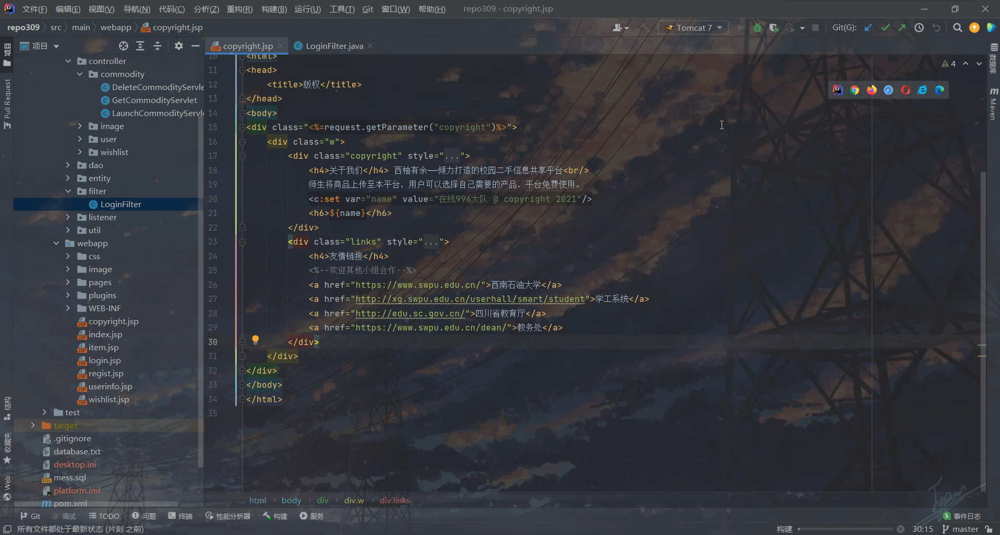 文件(F) 编辑(E) 视图(V) 导航(N) 代码(C) 分析(Z) 重构(R) 构建(B) 运行(U) 工具(T) Git 窗口(W) 帮助(H) repo309 - copyright.jsp
repo309 src main webapp copyright.jsp Tomcat 7 Git(G):
项目
Pull Request
结构
收藏夹
Web
项目
controller
commodity
DeleteCommodityServle
GetCommodityServlet
LaunchCommodityServle
image
user
wishlist
dao
entity
filter
LoginFilter
listener
util
webapp
css
image
pages
plugins
WEB-INF
copyright.jsp
index.jsp
item.jsp
login.jsp
regist.jsp
userinfo.jsp
wishlist.jsp
test
target
.gitignore
database.txt
desktop.ini
mess.sql
platform.iml
pom.xml
copyright.jsp LoginFilter.java
4
10 <html>
11 <head>
12 <title>版权</title>
13 </head>
14 <body>
15 <div class="<%=request.getParameter("copyright")%>">
16 <div class="w">
17 <div class="copyright" style="...">
18 <h4>关于我们</h4> 西柚有余——倾力打造的校园二手信息共享平台<br/>
19 师生将商品上传至本平台，用户可以选择自己需要的产品，平台免费使用。
20 <c:set var="name" value="在线996大队 @ copyright 2021"/>
21 <h6>${name}</h6>
22 </div>
23 <div class="links" style="...">
24 <h4>友情链接</h4>
25 <%--欢迎其他小组合作--%>
26 <a href="https://www.swpu.edu.cn/">西南石油大学</a>
27 <a href="http://xg.swpu.edu.cn/userhall/smart/student">学工系统</a>
28 <a href="http://edu.sc.gov.cn/">四川省教育厅</a>
29 <a href="https://www.swpu.edu.cn/dean/">教务处</a>
30 </div>
31 </div>
32 </div>
33 </body>
34 </html>
35
html body div div.w div.links
数据库
Maven
Git 调试 TODO 问题 终端 性能分析器 构建 服务 5 事件日志
所有文件都处于最新状态 (片刻 之前) 构建 30:15 master